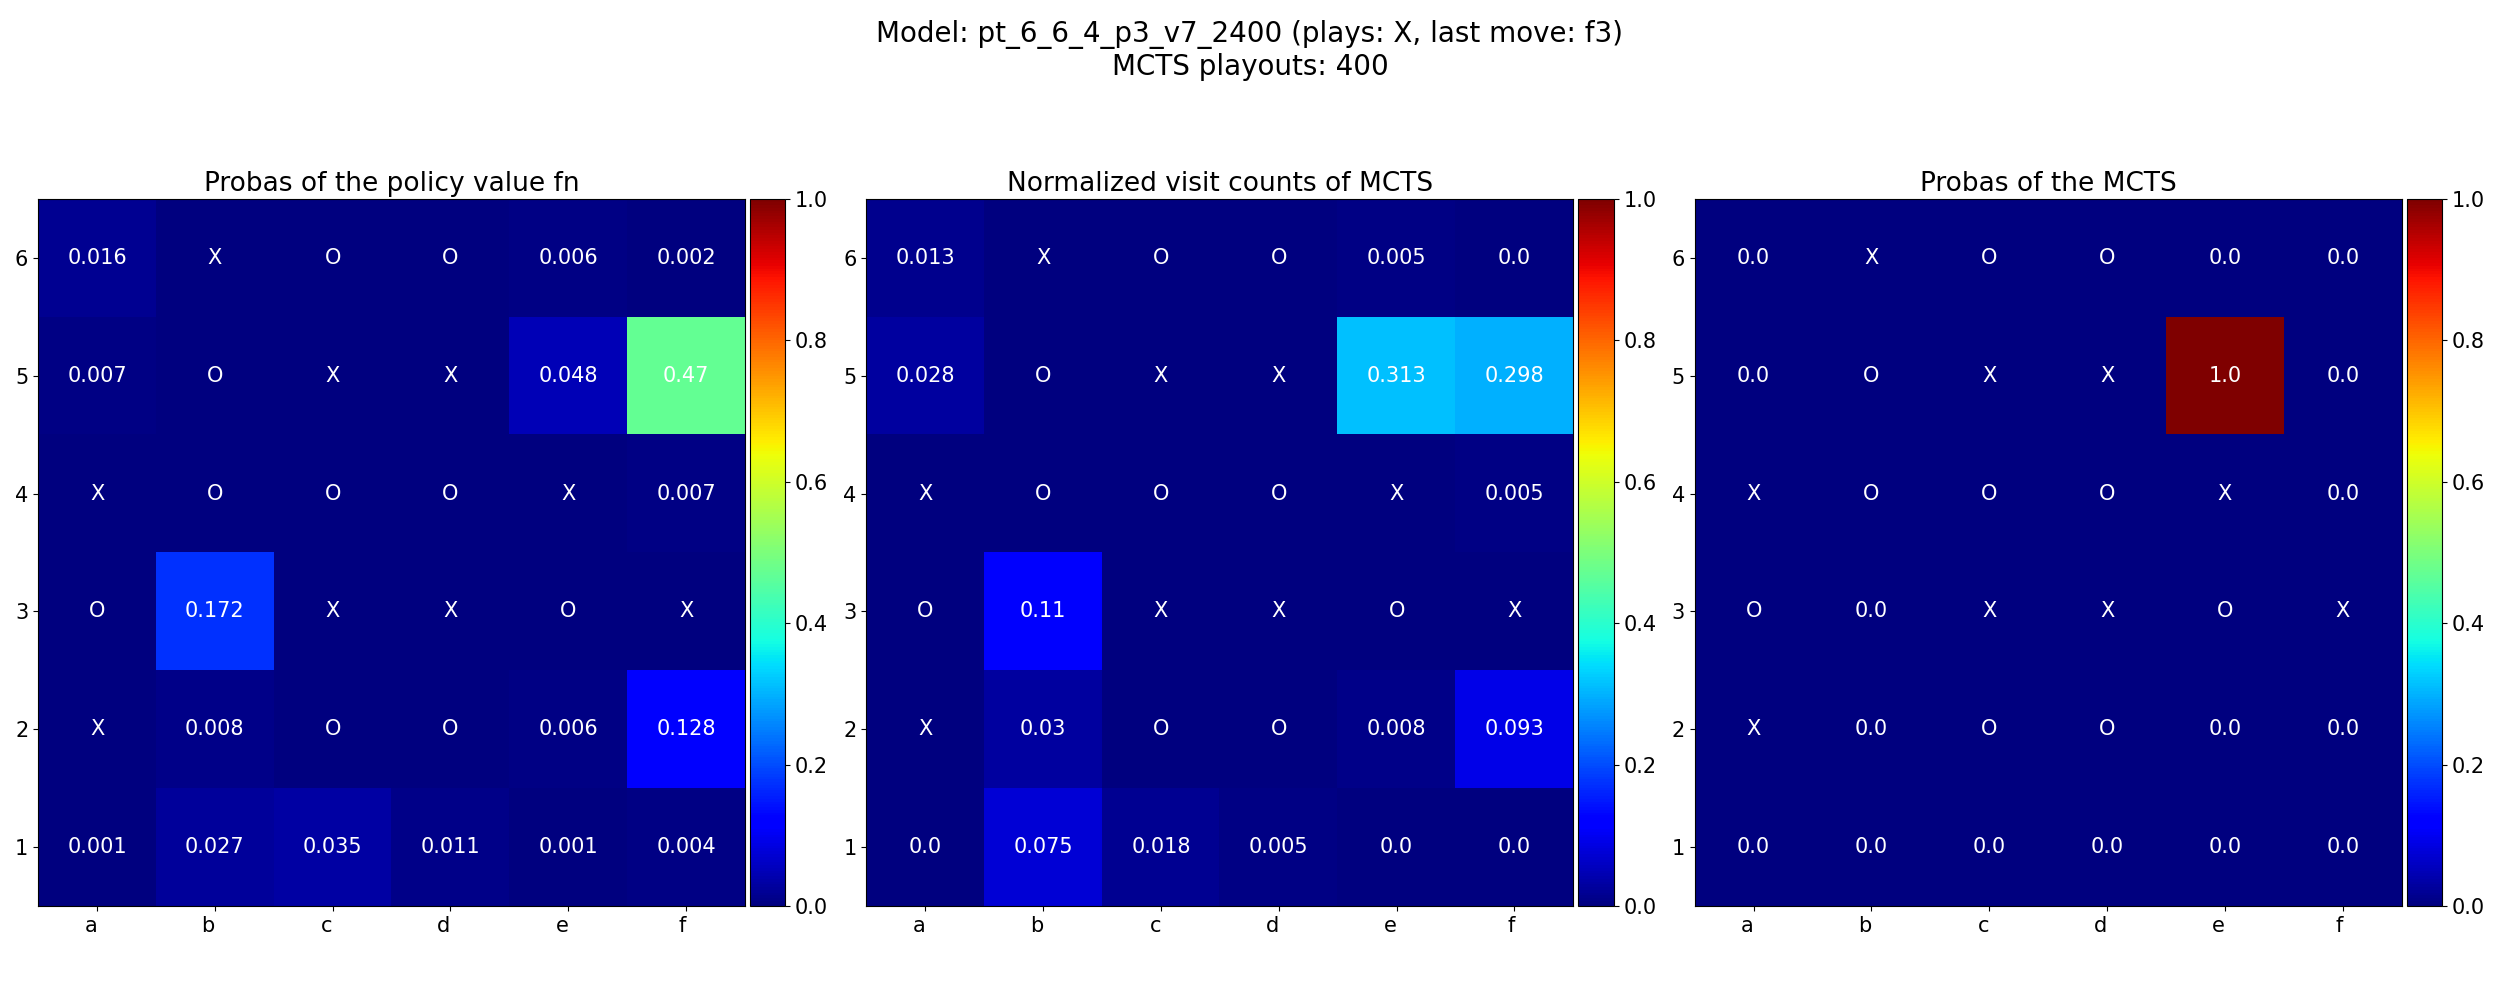 Model: pt_6_6_4_p3_v7_2400 (plays: X, last move: f3)
MCTS playouts: 400
Probas of the policy value fn
6 0.016 X O O 0.006 0.002
5 0.007 O X X 0.048 0.47
4 X O O O X 0.007
3 O 0.172 X X O X
2 X 0.008 O O 0.006 0.128
1 0.001 0.027 0.035 0.011 0.001 0.004
a b c d e f
1.0
0.8
0.6
0.4
0.2
0.0
Normalized visit counts of MCTS
6 0.013 X O O 0.005 0.0
5 0.028 O X X 0.313 0.298
4 X O O O X 0.005
3 O 0.11 X X O X
2 X 0.03 O O 0.008 0.093
1 0.0 0.075 0.018 0.005 0.0 0.0
a b c d e f
1.0
0.8
0.6
0.4
0.2
0.0
Probas of the MCTS
6 0.0 X O O 0.0 0.0
5 0.0 O X X 1.0 0.0
4 X O O O X 0.0
3 O 0.0 X X O X
2 X 0.0 O O 0.0 0.0
1 0.0 0.0 0.0 0.0 0.0 0.0
a b c d e f
1.0
0.8
0.6
0.4
0.2
0.0